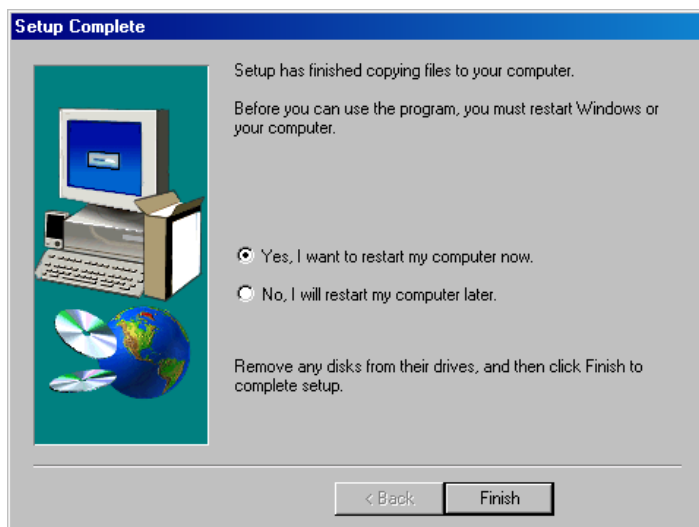 Setup Complete
Setup has finished copying files to your computer.
Before you can use the program, you must restart Windows or
your computer.
Yes, I want to restart my computer now.
No, I will restart my computer later.
Remove any disks from their drives, and then click Finish to
complete setup.
< Back
Finish